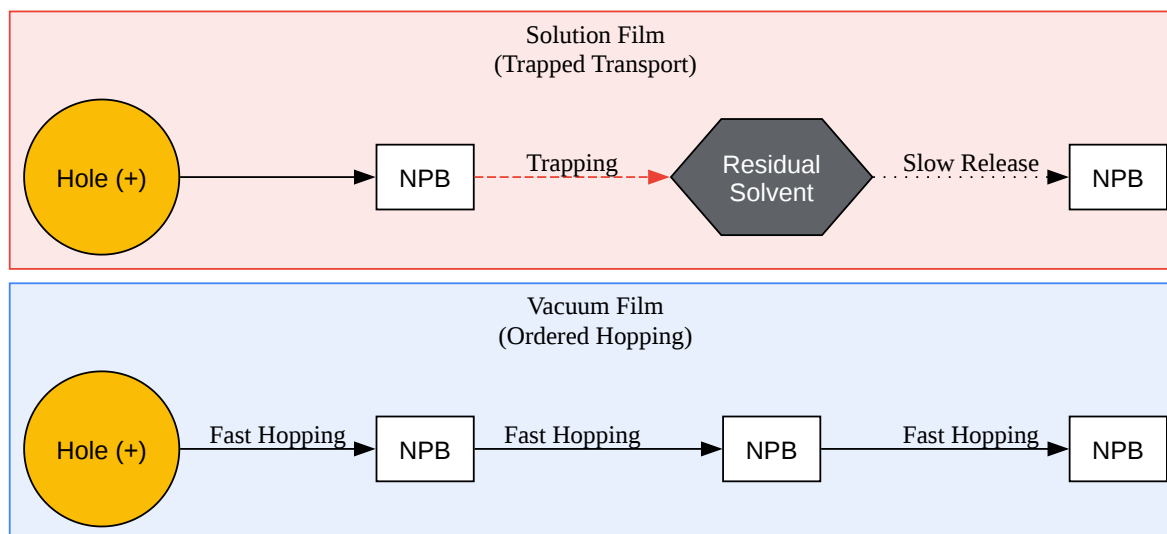 Solution Film
(Trapped Transport)
Hole (+)
NPB
Trapping
Residual
Solvent
Slow Release
NPB
Vacuum Film
(Ordered Hopping)
Hole (+)
Fast Hopping
NPB
Fast Hopping
NPB
Fast Hopping
NPB